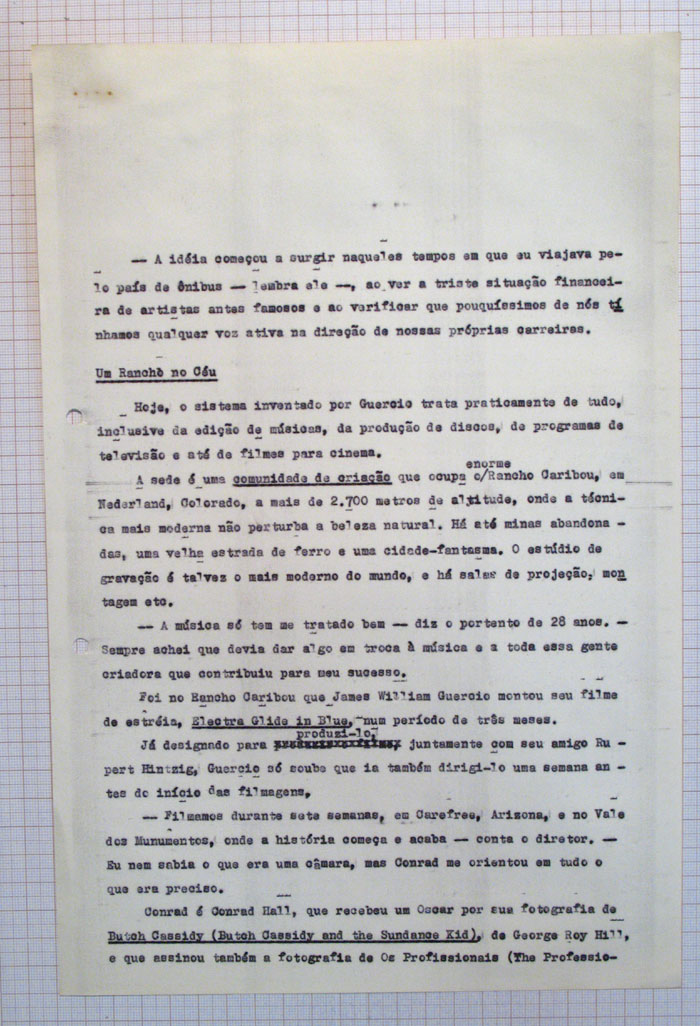 — A idéia começou a surgir naqueles tempos em que eu viajava pe-
lo país de ônibus — lembra ele —, ao ver a triste situação financei-
ra de artistas antes famosos e ao verificar que pouquíssimos de nós tí
nhamos qualquer voz ativa na direção de nossas próprias carreiras.
Um Rancho no Céu
Hoje, o sistema inventado por Guercio trata praticamente de tudo,
inclusive da edição de músicas, da produção de discos, de programas de
televisão e até de filmes para cinema.
enorme
A sede é uma comunidade de criação que ocupa o/Rancho Caribou, em
Nederland, Colorado, a mais de 2.700 metros de altitude, onde a técni-
ca mais moderna não perturba a beleza natural. Há até minas abandona -
das, uma velha estrada de ferro e uma cidade-fantasma. O estúdio de
gravação é talvez o mais moderno do mundo, e há salas de projeção, mon
tagem etc.
— A música só tem me tratado bem — diz o portento de 28 anos. —
Sempre achei que devia dar algo em troca à música e a toda essa gente
criadora que contribuiu para meu sucesso.
Foi no Rancho Caribou que James William Guercio montou seu filme
de estréia, Electra Glide in Blue, num período de três meses.
produzi-lo,
Já designado para juntamente com seu amigo Ru -
pert Hintzig, Guercio só soube que ia também dirigi-lo uma semana an -
tes do início das filmagens.
— Filmamos durante sete semanas, em Carefree, Arizona, e no Vale
dos Munumentos, onde a história começa e acaba — conta o diretor. —
Eu nem sabia o que era uma câmara, mas Conrad me orientou em tudo o
que era preciso.
Conrad é Conrad Hall, que recebeu um Oscar por sua fotografia de
Butch Cassidy (Butch Cassidy and the Sundance Kid), de George Roy Hill,
e que assinou também a fotografia de Os Profissionais (The Professio-